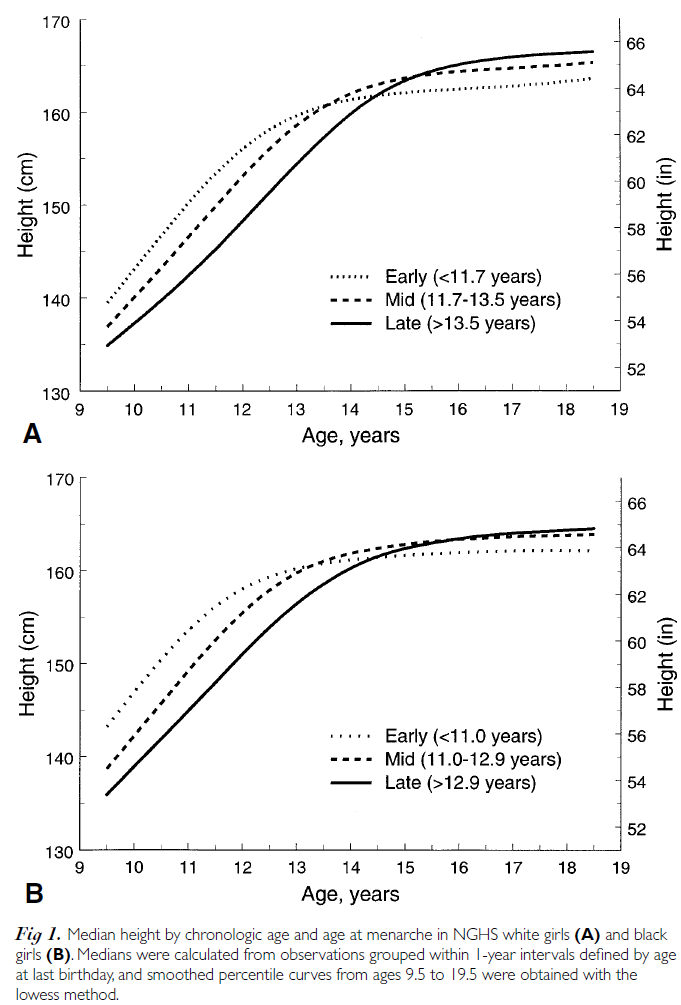 170
160
150
140
130
Height (cm)
66
64
62
60
58
56
54
52
Height (in)
Early (<11.7 years)
Mid (11.7-13.5 years)
Late (>13.5 years)
9 10 11 12 13 14 15 16 17 18 19
Age, years
A
170
160
150
140
130
Height (cm)
66
64
62
60
58
56
54
52
Height (in)
Early (<11.0 years)
Mid (11.0-12.9 years)
Late (>12.9 years)
9 10 11 12 13 14 15 16 17 18 19
Age, years
B
Fig 1. Median height by chronologic age and age at menarche in NGHS white girls (A) and black
girls (B). Medians were calculated from observations grouped within 1-year intervals defined by age
at last birthday, and smoothed percentile curves from ages 9.5 to 19.5 were obtained with the
lowess method.